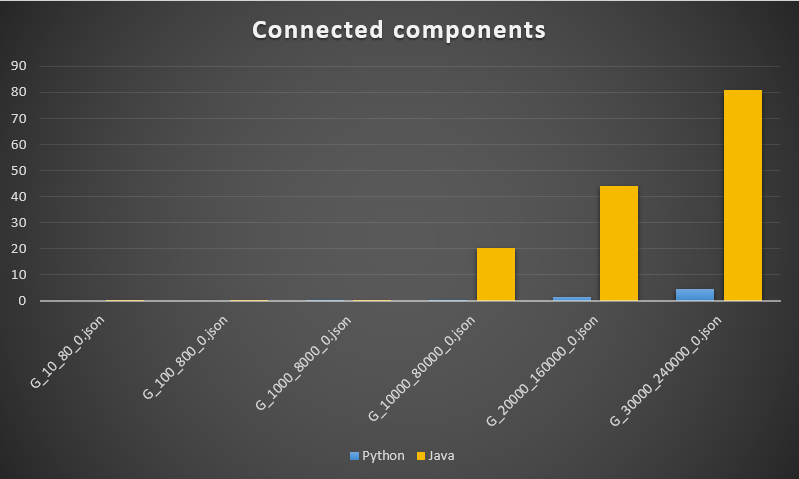 Connected components
90
80
70
60
50
40
30
20
10
0
G_10_80_0.json
G_100_800_0.json
G_1000_8000_0.json
G_10000_80000_0.json
G_20000_160000_0.json
G_30000_240000_0.json
Python Java